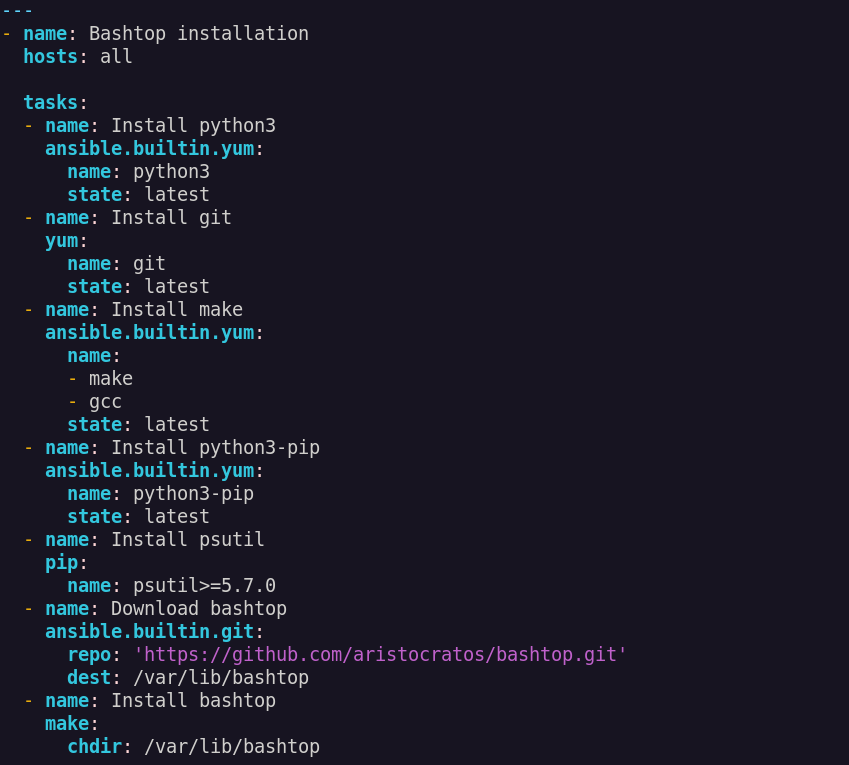 ---
- name: Bashtop installation
  hosts: all

  tasks:
  - name: Install python3
    ansible.builtin.yum:
      name: python3
      state: latest
  - name: Install git
    yum:
      name: git
      state: latest
  - name: Install make
    ansible.builtin.yum:
      name:
      - make
      - gcc
      state: latest
  - name: Install python3-pip
    ansible.builtin.yum:
      name: python3-pip
      state: latest
  - name: Install psutil
    pip:
      name: psutil>=5.7.0
  - name: Download bashtop
    ansible.builtin.git:
      repo: 'https://github.com/aristocratos/bashtop.git'
      dest: /var/lib/bashtop
  - name: Install bashtop
    make:
      chdir: /var/lib/bashtop